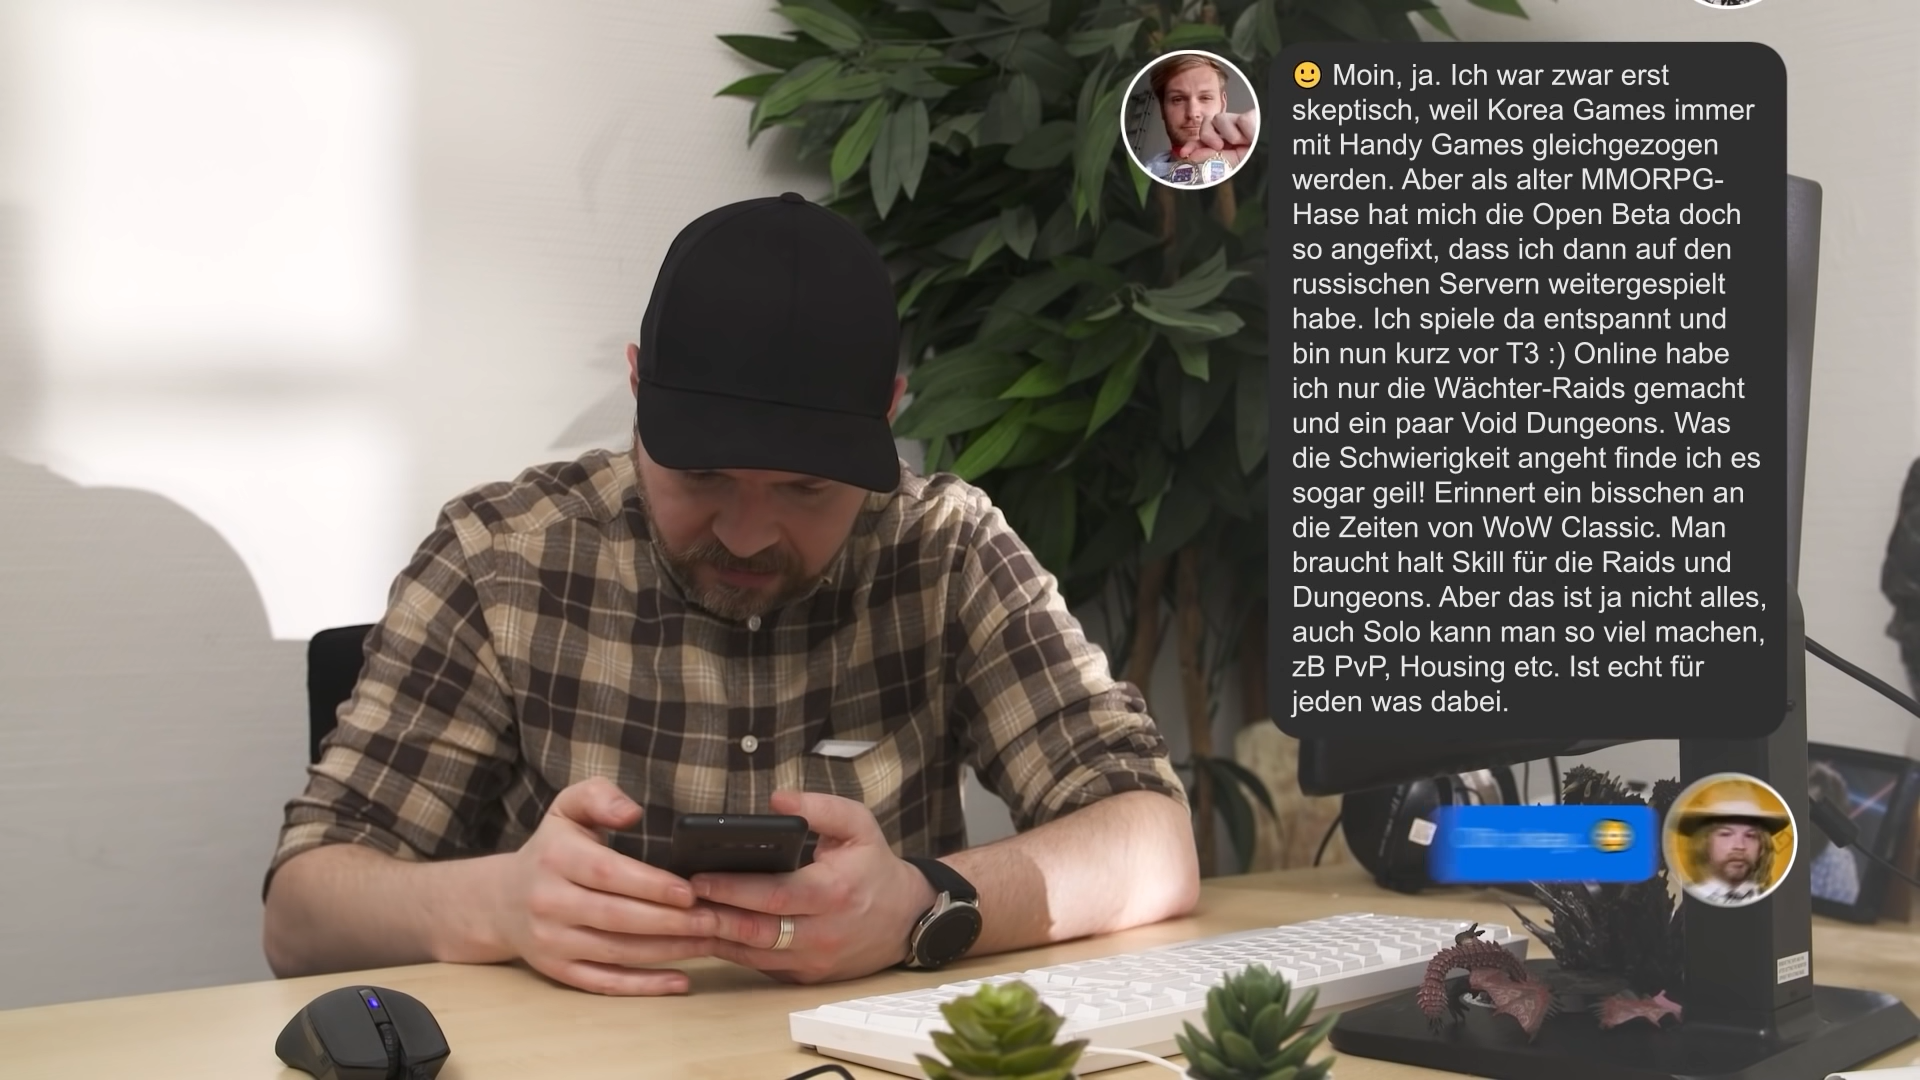 🙂 Moin, ja. Ich war zwar erst
skeptisch, weil Korea Games immer
mit Handy Games gleichgezogen
werden. Aber als alter MMORPG-
Hase hat mich die Open Beta doch
so angefixt, dass ich dann auf den
russischen Servern weitergespielt
habe. Ich spiele da entspannt und
bin nun kurz vor T3 :) Online habe
ich nur die Wächter-Raids gemacht
und ein paar Void Dungeons. Was
die Schwierigkeit angeht finde ich es
sogar geil! Erinnert ein bisschen an
die Zeiten von WoW Classic. Man
braucht halt Skill für die Raids und
Dungeons. Aber das ist ja nicht alles,
auch Solo kann man so viel machen,
zB PvP, Housing etc. Ist echt für
jeden was dabei.